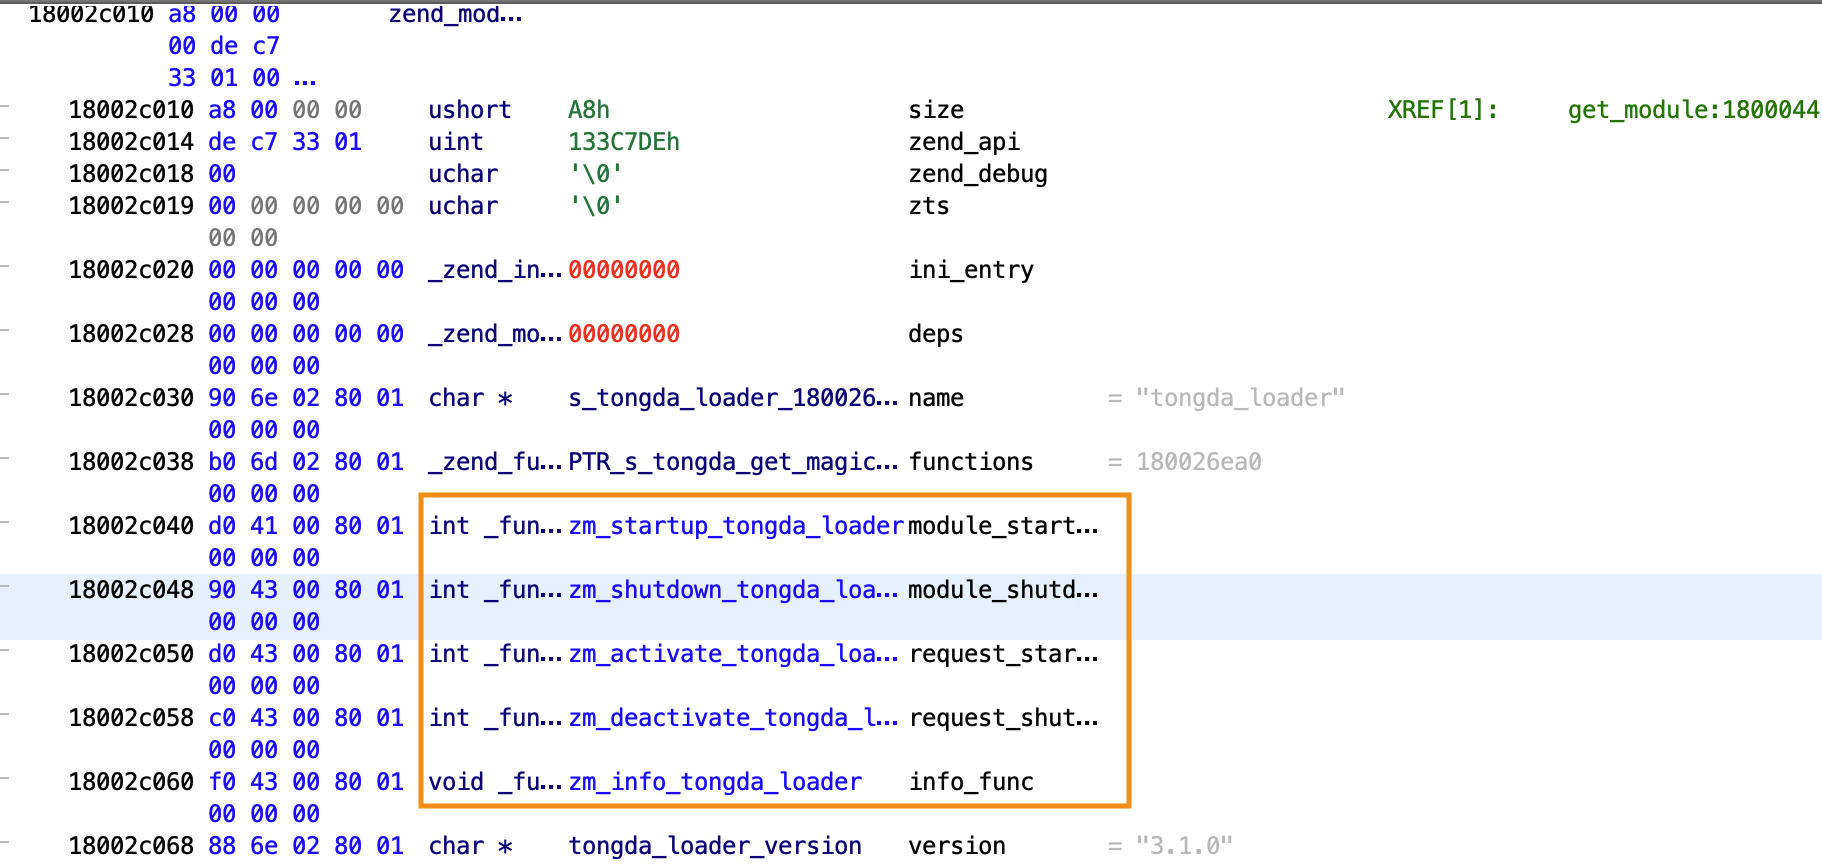 18002c010 a8 00 00 zend_mod...
00 de c7
33 01 00 ...
18002c010 a8 00 00 00 ushort A8h size XREF[1]: get_module:1800044
18002c014 de c7 33 01 uint 133C7DEh zend_api
18002c018 00 uchar '\0' zend_debug
18002c019 00 00 00 00 00 uchar '\0' zts
00 00
18002c020 00 00 00 00 00 _zend_in... 00000000 ini_entry
00 00 00
18002c028 00 00 00 00 00 _zend_mo... 00000000 deps
00 00 00
18002c030 90 6e 02 80 01 char * s_tongda_loader_180026... name = "tongda_loader"
00 00 00
18002c038 b0 6d 02 80 01 _zend_fu... PTR_s_tongda_get_magic... functions = 180026ea0
00 00 00
18002c040 d0 41 00 80 01 int _fun... zm_startup_tongda_loader module_start...
00 00 00
18002c048 90 43 00 80 01 int _fun... zm_shutdown_tongda_loa... module_shutd...
00 00 00
18002c050 d0 43 00 80 01 int _fun... zm_activate_tongda_loa... request_star...
00 00 00
18002c058 c0 43 00 80 01 int _fun... zm_deactivate_tongda_l... request_shut...
00 00 00
18002c060 f0 43 00 80 01 void _fu... zm_info_tongda_loader info_func
00 00 00
18002c068 88 6e 02 80 01 char * tongda_loader_version version = "3.1.0"